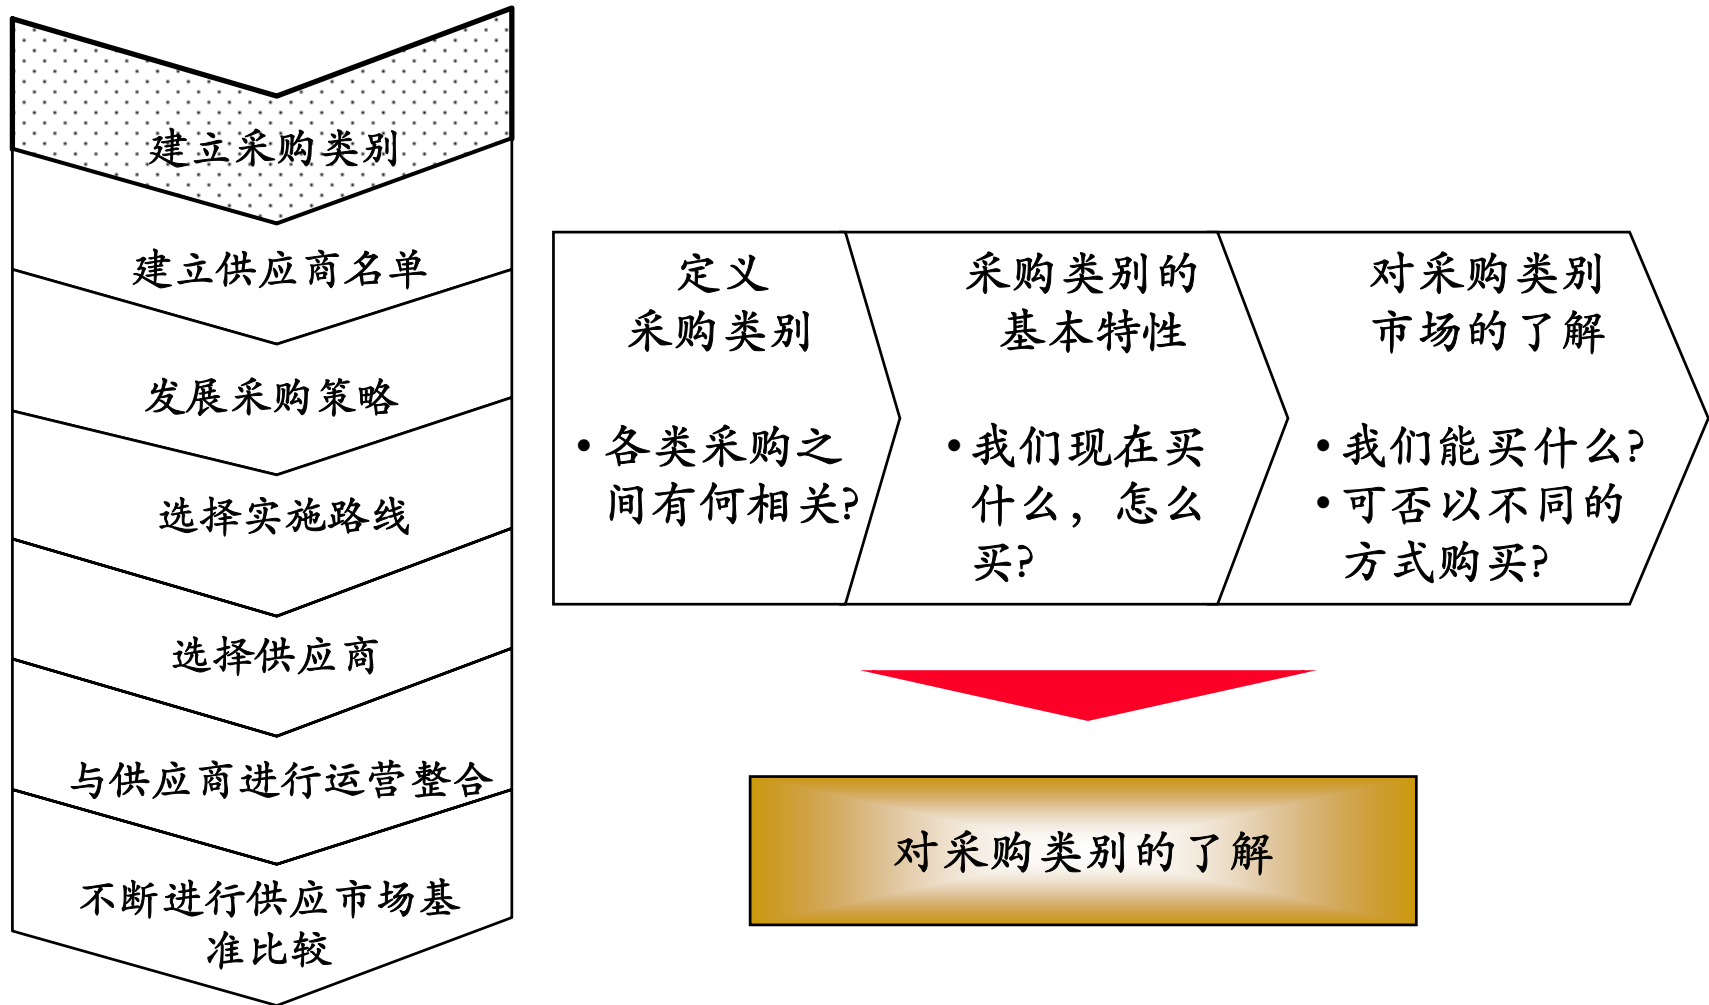 建立采购类别
建立供应商名单
发展采购策略
选择实施路线
选择供应商
与供应商进行运营整合
不断进行供应市场基
准比较
定义
采购类别
• 各类采购之
间有何相关?
采购类别的
基本特性
• 我们现在买
什么，怎么
买?
对采购类别
市场的了解
• 我们能买什么?
• 可否以不同的
方式购买?
对采购类别的了解